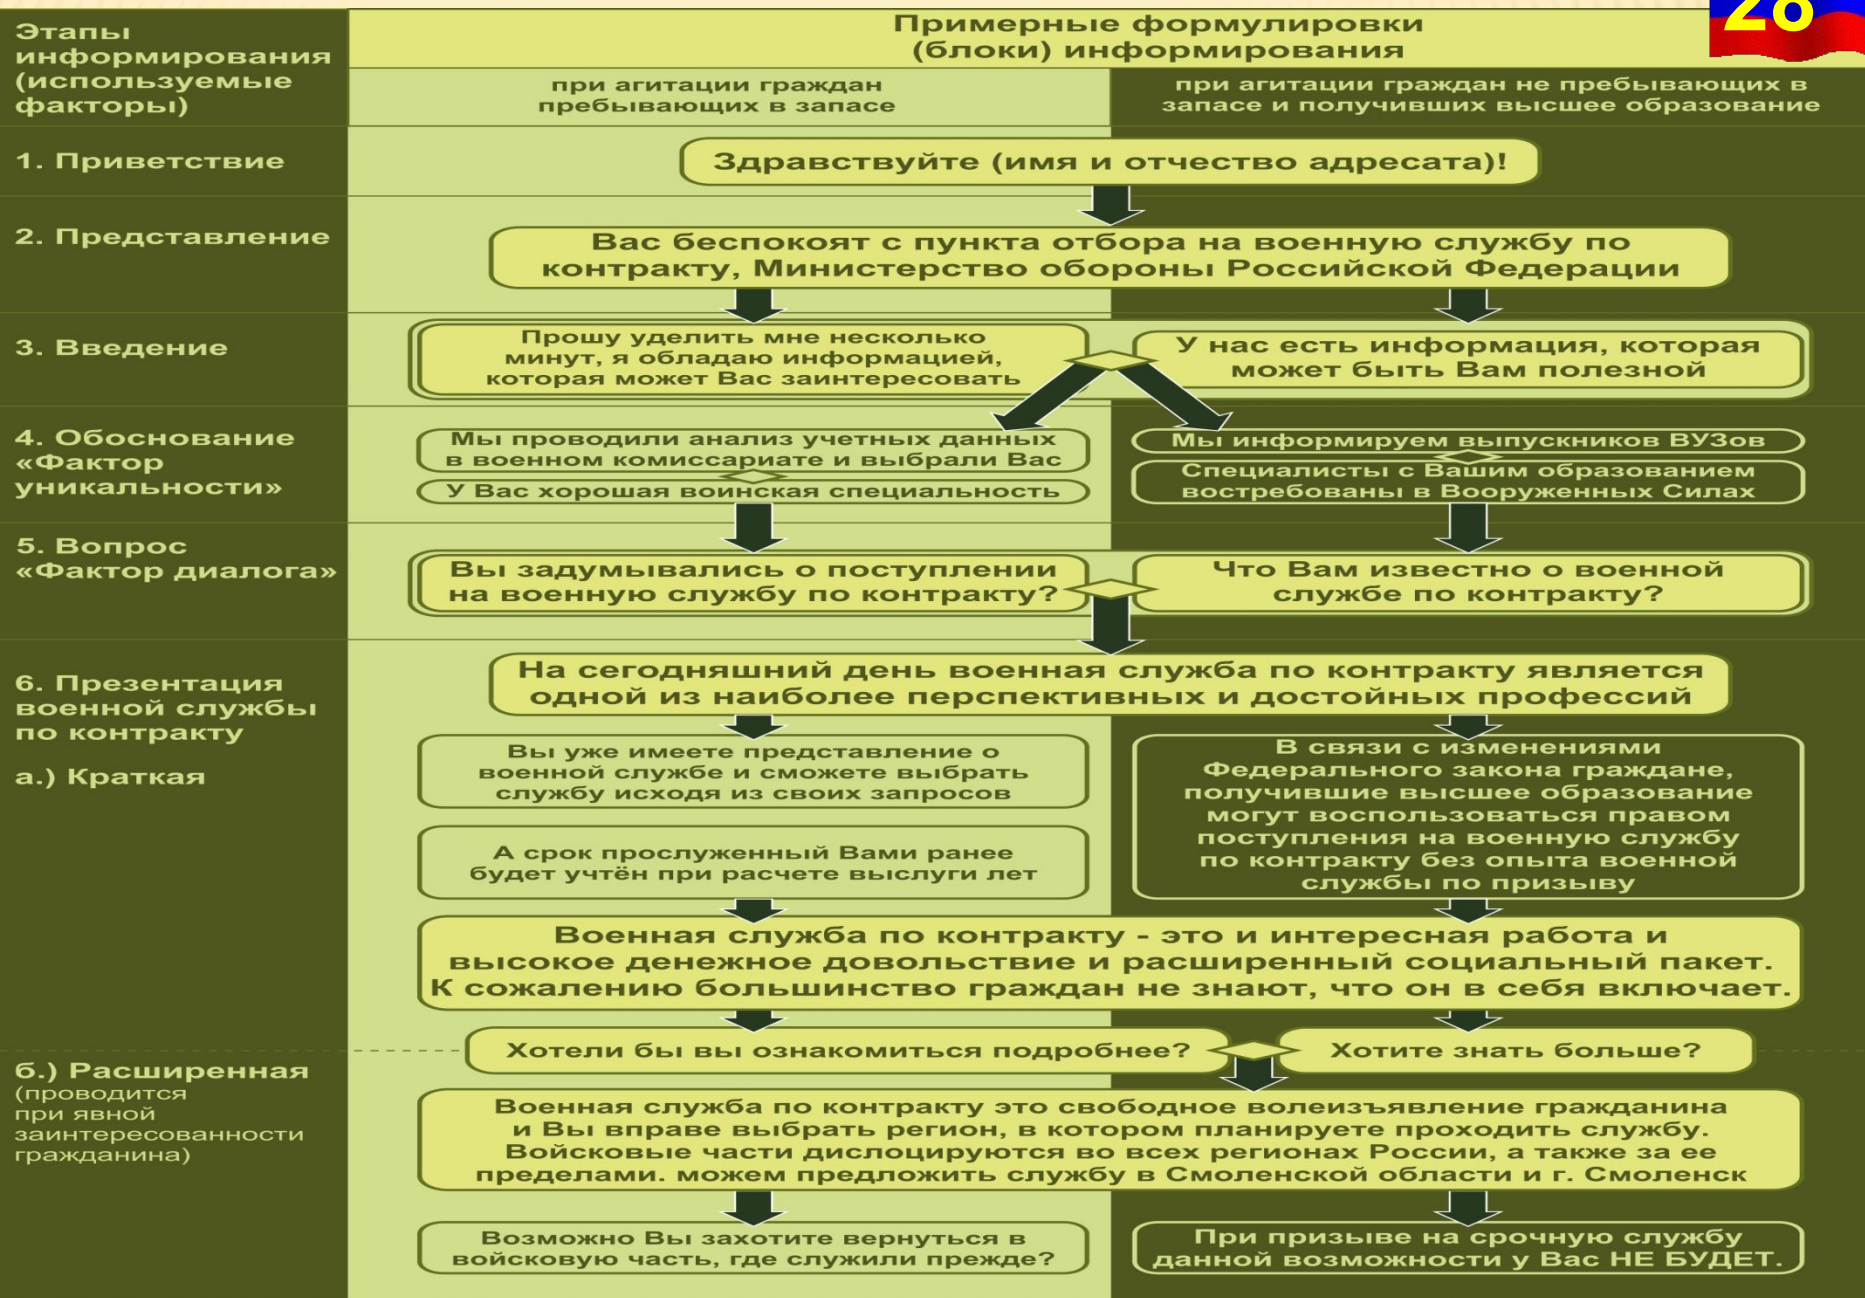 28
Этапы
информирования
(используемые
факторы)
Примерные формулировки
(блоки) информирования
при агитации граждан
пребывающих в запасе
при агитации граждан не пребывающих в
запасе и получивших высшее образование
1. Приветствие
Здравствуйте (имя и отчество адресата)!
2. Представление
Вас беспокоят с пункта отбора на военную службу по
контракту, Министерство обороны Российской Федерации
3. Введение
Прошу уделить мне несколько
минут, я обладаю информацией,
которая может Вас заинтересовать
У нас есть информация, которая
может быть Вам полезной
4. Обоснование
«Фактор
уникальности»
Мы проводили анализ учетных данных
в военном комиссариате и выбрали Вас
У Вас хорошая воинская специальность
Мы информируем выпускников ВУЗов
Специалисты с Вашим образованием
востребованы в Вооруженных Силах
5. Вопрос
«Фактор диалога»
Вы задумывались о поступлении
на военную службу по контракту?
Что Вам известно о военной
службе по контракту?
6. Презентация
военной службы
по контракту
а.) Краткая
На сегодняшний день военная служба по контракту является
одной из наиболее перспективных и достойных профессий
Вы уже имеете представление о
военной службе и сможете выбрать
службу исходя из своих запросов
А срок прослуженный Вами ранее
будет учтён при расчете выслуги лет
В связи с изменениями
Федерального закона граждане,
получившие высшее образование
могут воспользоваться правом
поступления на военную службу
по контракту без опыта военной
службы по призыву
Военная служба по контракту - это и интересная работа и
высокое денежное довольствие и расширенный социальный пакет.
К сожалению большинство граждан не знают, что он в себя включает.
Хотели бы вы ознакомиться подробнее?
Хотите знать больше?
б.) Расширенная
(проводится
при явной
заинтересованности
гражданина)
Военная служба по контракту это свободное волеизъявление гражданина
и Вы вправе выбрать регион, в котором планируете проходить службу.
Войсковые части дислоцируются во всех регионах России, а также за ее
пределами. можем предложить службу в Смоленской области и г. Смоленск
Возможно Вы захотите вернуться в
войсковую часть, где служили прежде?
При призыве на срочную службу
данной возможности у Вас НЕ БУДЕТ.